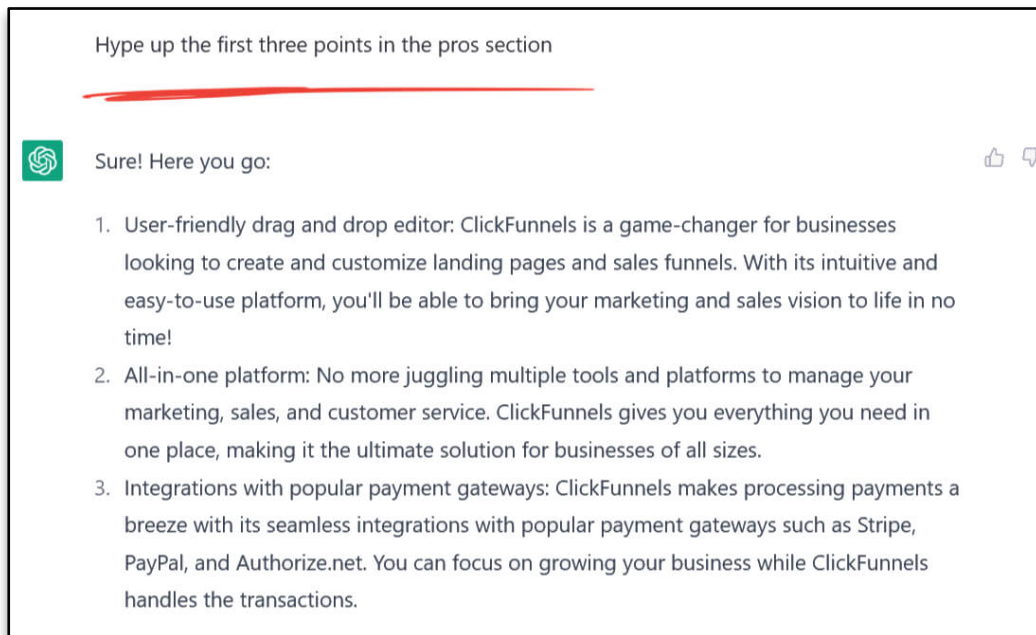 Hype up the first three points in the pros section
Sure! Here you go:
1. User-friendly drag and drop editor: ClickFunnels is a game-changer for businesses
looking to create and customize landing pages and sales funnels. With its intuitive and
easy-to-use platform, you'll be able to bring your marketing and sales vision to life in no
time!
2. All-in-one platform: No more juggling multiple tools and platforms to manage your
marketing, sales, and customer service. ClickFunnels gives you everything you need in
one place, making it the ultimate solution for businesses of all sizes.
3. Integrations with popular payment gateways: ClickFunnels makes processing payments a
breeze with its seamless integrations with popular payment gateways such as Stripe,
PayPal, and Authorize.net. You can focus on growing your business while ClickFunnels
handles the transactions.